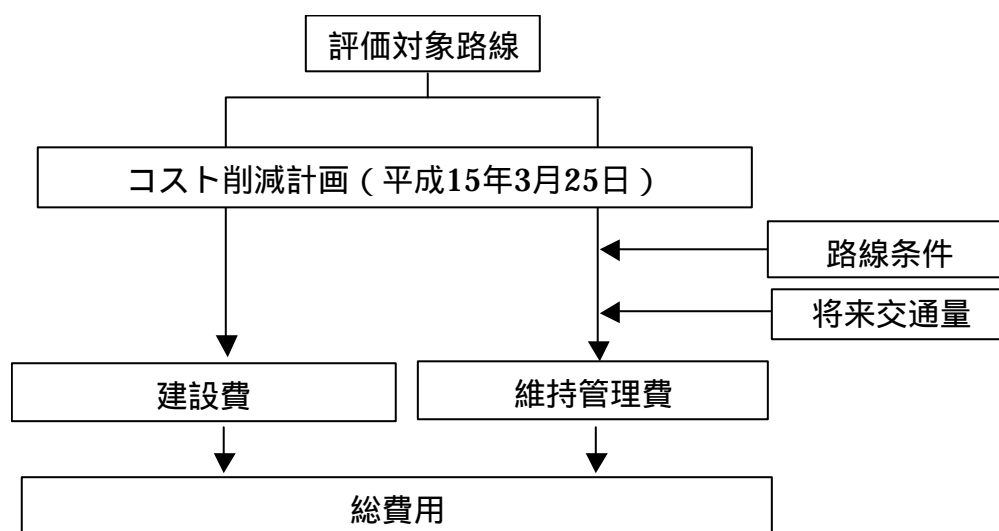 評価対象路線
コスト削減計画（平成15年3月25日）
路線条件
将来交通量
建設費
維持管理費
総費用